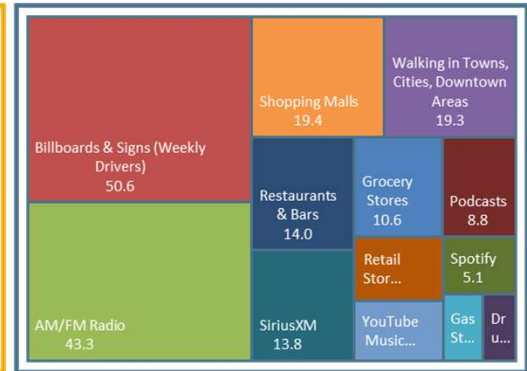 Billboards & Signs (Weekly
Drivers)
50.6
AM/FM Radio
43.3
Shopping Malls
19.4
Walking in Towns,
Cities, Downtown
Areas
19.3
Restaurants
& Bars
14.0
SiriusXM
13.8
Grocery
Stores
10.6
Podcasts
8.8
Retail
Stor...
YouTube
Music...
Spotify
5.1
Gas
St...
Dr
u...